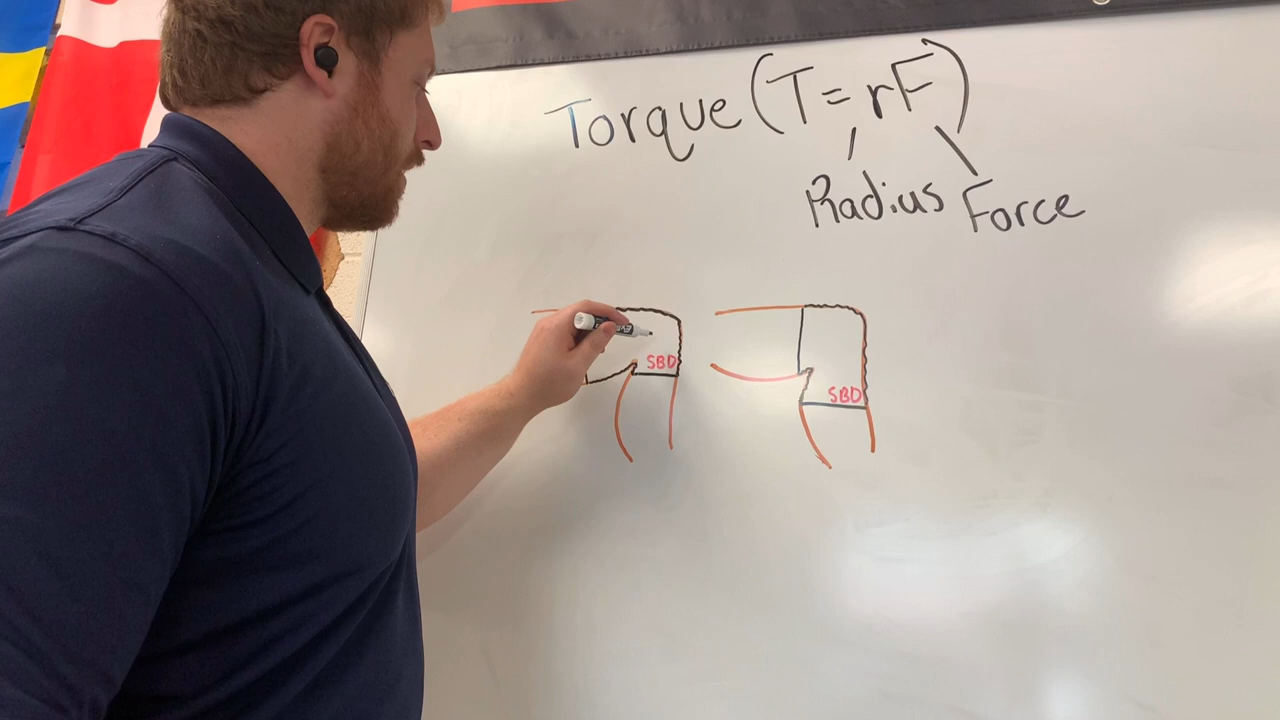 Torque (T = rF)
Radius Force
SBD
SBD